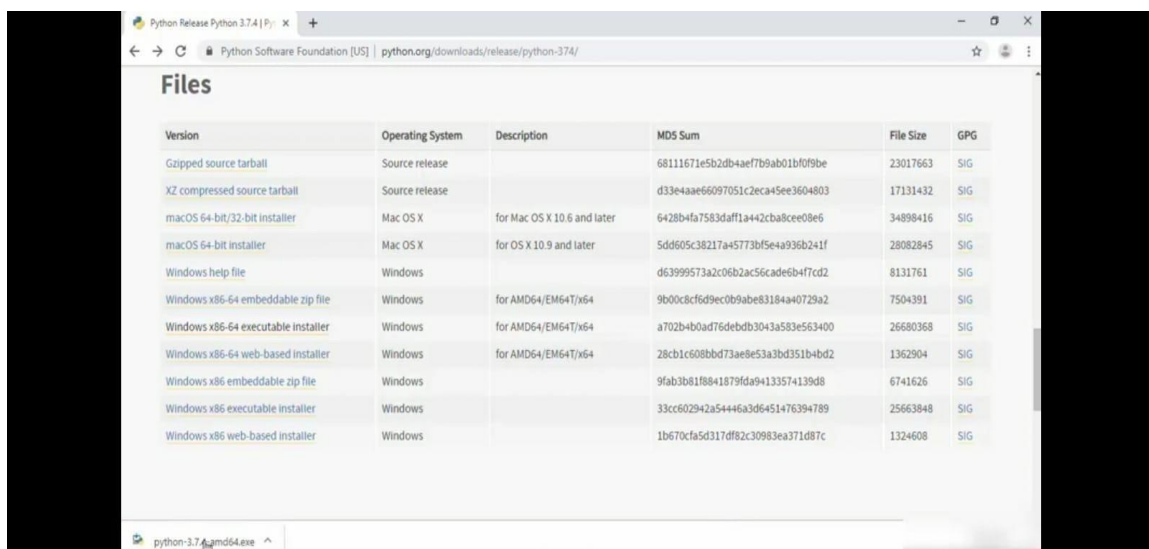 Python Release Python 3.7.4 | Py
Python Software Foundation [US] | python.org/downloads/release/python-374/
Files
Version Operating System Description MD5 Sum File Size GPG
Gzipped source tarball Source release 68111671e5b2db4aef7b9ab01bf0f9be 23017663 SIG
XZ compressed source tarball Source release d33e4aae66097051c2eca45ee3604803 17131432 SIG
macOS 64-bit/32-bit installer Mac OS X for Mac OS X 10.6 and later 6428b4fa7583daff1a442cba8cee08e6 34898416 SIG
macOS 64-bit installer Mac OS X for OS X 10.9 and later 5dd605c38217a45773bf5e4a936b241f 28082845 SIG
Windows help file Windows d63999573a2c06b2ac56cade6b4f7cd2 8131761 SIG
Windows x86-64 embeddable zip file Windows for AMD64/EM64T/x64 9b00c8cf6d9ec0b9abe83184a40729a2 7504391 SIG
Windows x86-64 executable installer Windows for AMD64/EM64T/x64 a702b4b0ad76debdb3043a583e563400 26680368 SIG
Windows x86-64 web-based installer Windows for AMD64/EM64T/x64 28cb1c608bbd73ae8e53a3bd351b4bd2 1362904 SIG
Windows x86 embeddable zip file Windows 9fab3b81f8841879fda94133574139d8 6741626 SIG
Windows x86 executable installer Windows 33cc602942a54446a3d6451476394789 25663848 SIG
Windows x86 web-based installer Windows 1b670cfa5d317df82c30983ea371d87c 1324608 SIG
python-3.7.4-amd64.exe